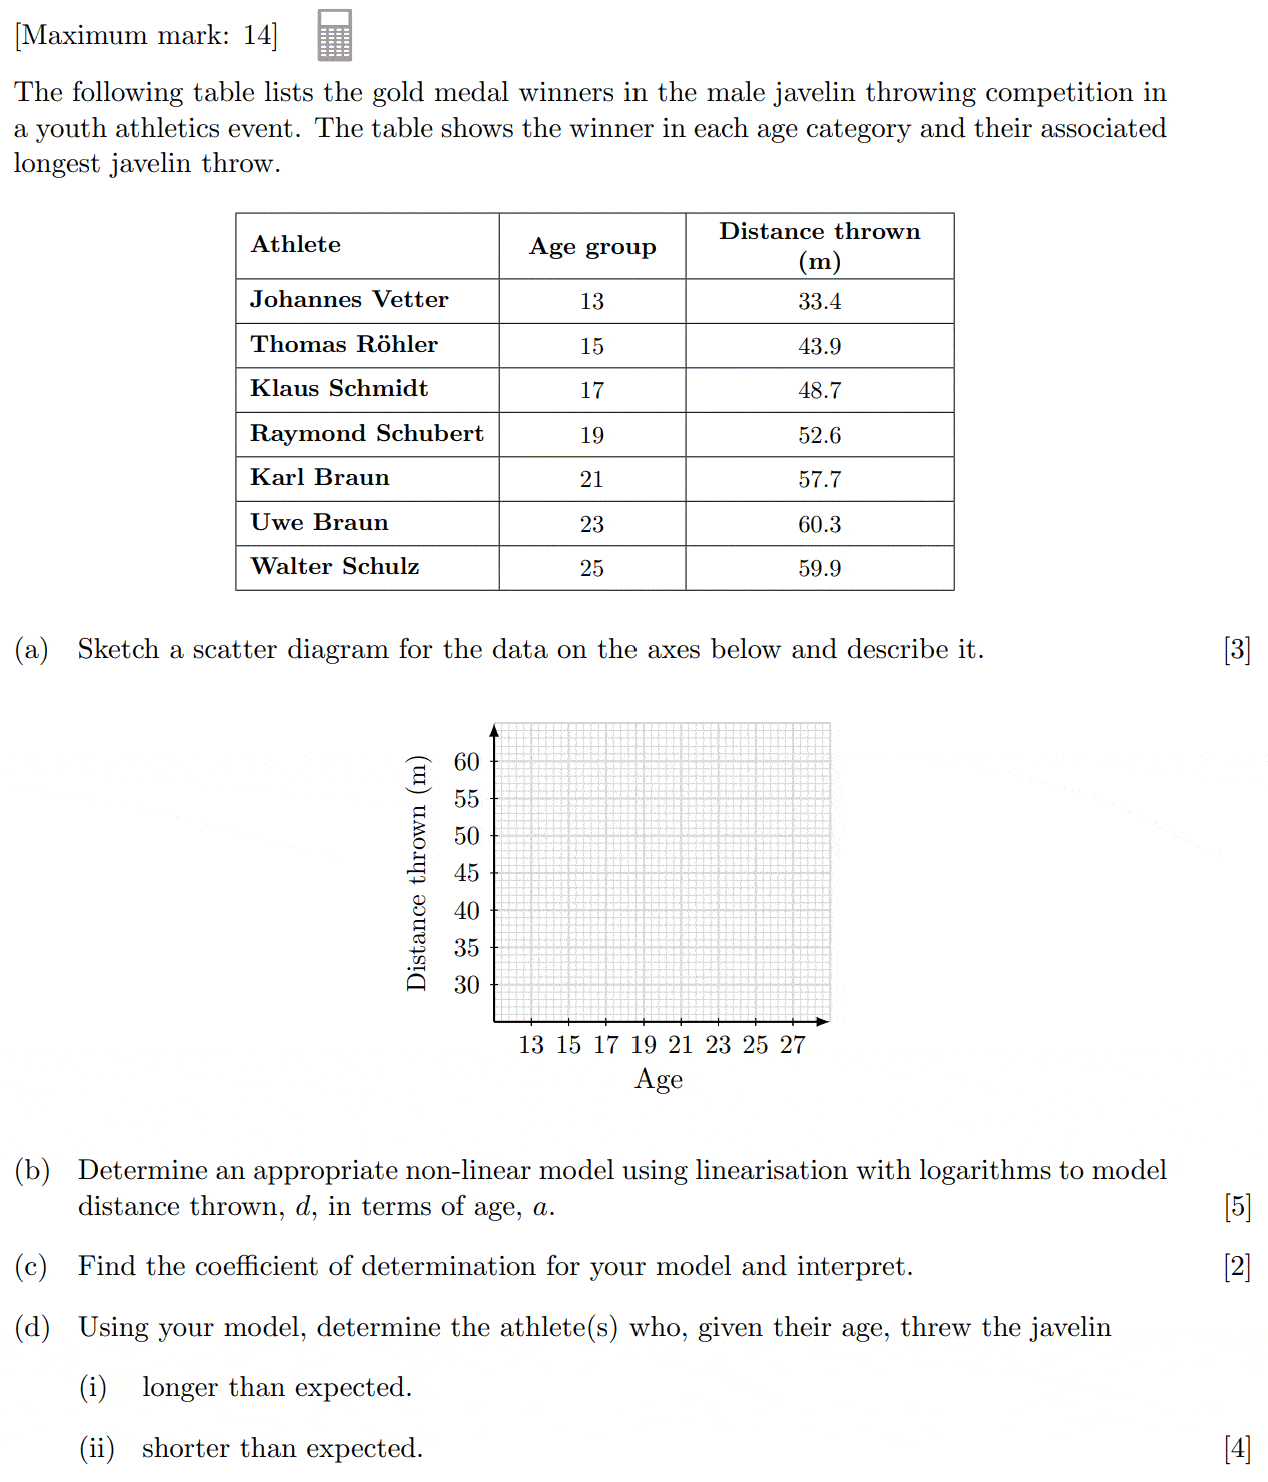 [Maximum mark: 14]
The following table lists the gold medal winners in the male javelin throwing competition in
a youth athletics event. The table shows the winner in each age category and their associated
longest javelin throw.
Athlete Age group Distance thrown (m)
Johannes Vetter 13 33.4
Thomas Röhler 15 43.9
Klaus Schmidt 17 48.7
Raymond Schubert 19 52.6
Karl Braun 21 57.7
Uwe Braun 23 60.3
Walter Schulz 25 59.9
(a) Sketch a scatter diagram for the data on the axes below and describe it. [3]
Distance thrown (m)
60
55
50
45
40
35
30
13 15 17 19 21 23 25 27
Age
(b) Determine an appropriate non-linear model using linearisation with logarithms to model
distance thrown, d, in terms of age, a. [5]
(c) Find the coefficient of determination for your model and interpret. [2]
(d) Using your model, determine the athlete(s) who, given their age, threw the javelin
(i) longer than expected.
(ii) shorter than expected. [4]